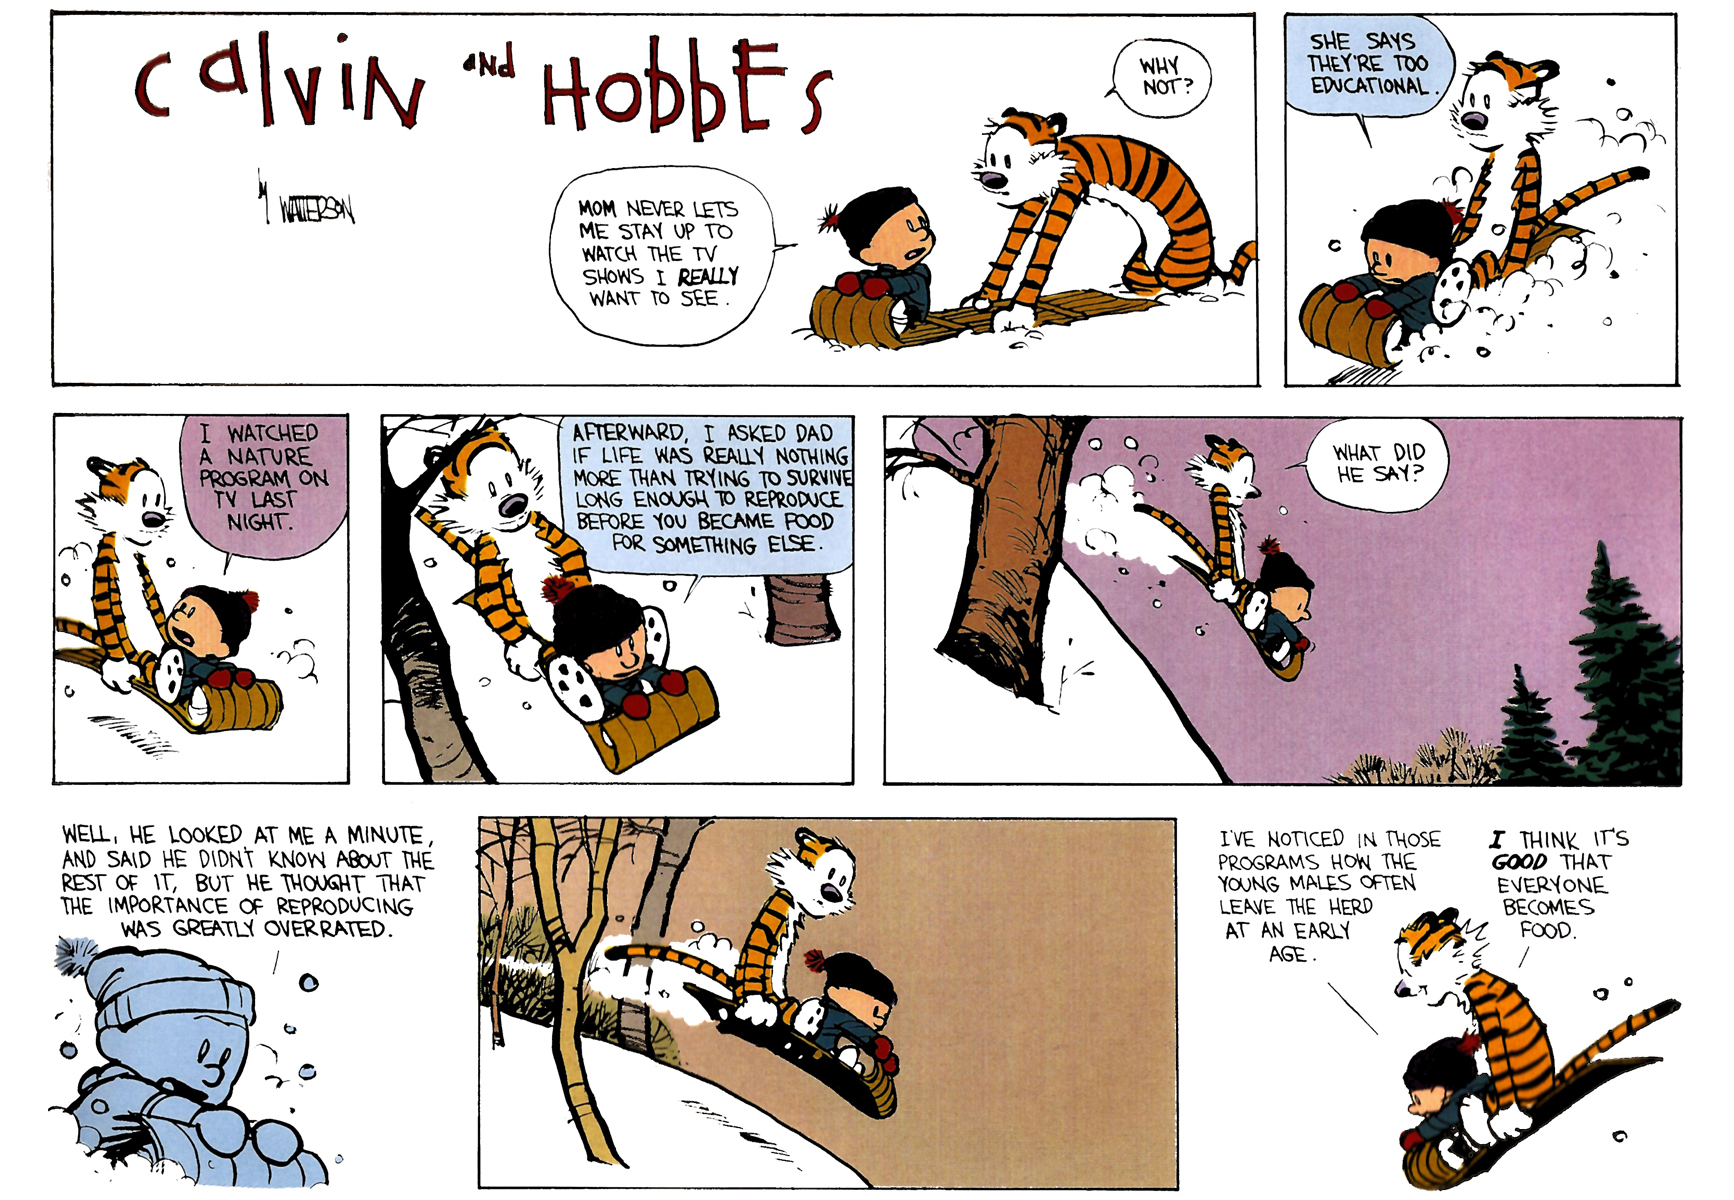 Calvin and Hobbes
by WATTERSON
MOM NEVER LETS
ME STAY UP TO
WATCH THE TV
SHOWS I REALLY
WANT TO SEE.
WHY
NOT?
SHE SAYS
THEY'RE TOO
EDUCATIONAL.
I WATCHED
A NATURE
PROGRAM ON
TV LAST
NIGHT.
AFTERWARD, I ASKED DAD
IF LIFE WAS REALLY NOTHING
MORE THAN TRYING TO SURVIVE
LONG ENOUGH TO REPRODUCE
BEFORE YOU BECAME FOOD
FOR SOMETHING ELSE.
WHAT DID
HE SAY?
WELL, HE LOOKED AT ME A MINUTE,
AND SAID HE DIDN'T KNOW ABOUT THE
REST OF IT, BUT HE THOUGHT THAT
THE IMPORTANCE OF REPRODUCING
WAS GREATLY OVERRATED.
I'VE NOTICED IN THOSE
PROGRAMS HOW THE
YOUNG MALES OFTEN
LEAVE THE HERD
AT AN EARLY
AGE.
I THINK IT'S
GOOD THAT
EVERYONE
BECOMES
FOOD.